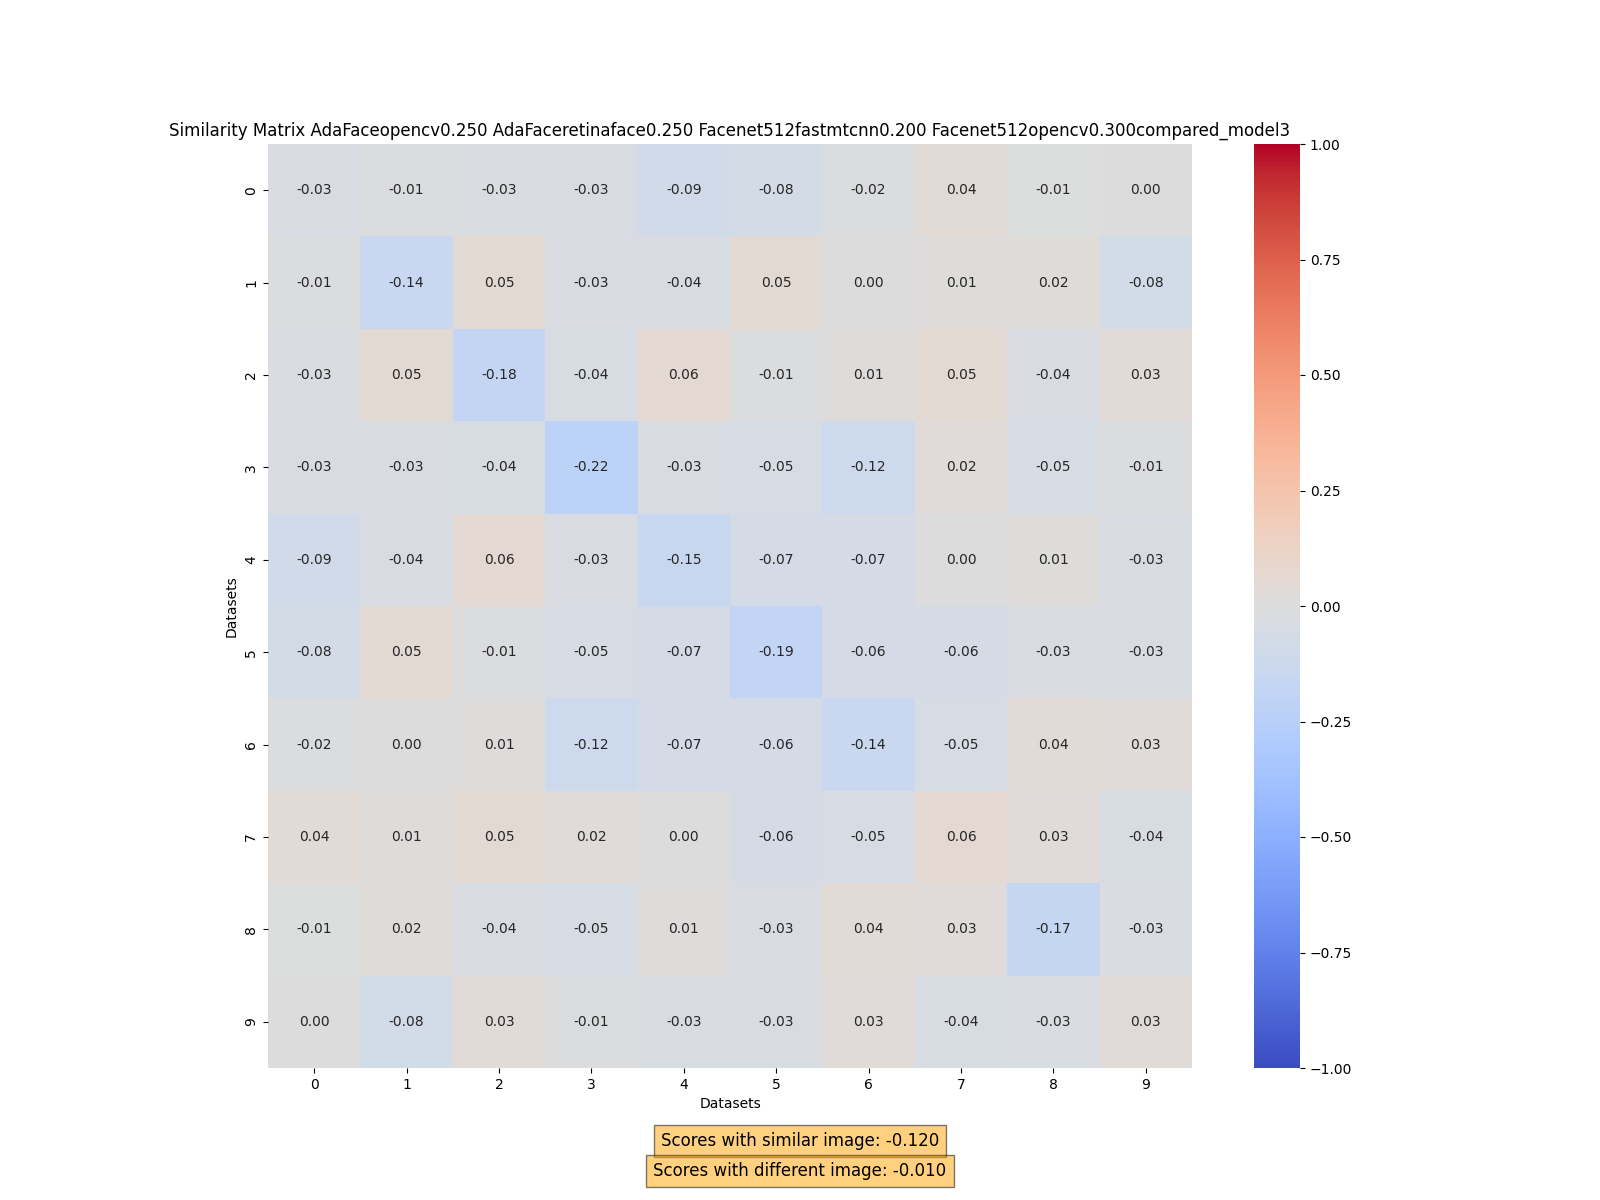 Similarity Matrix AdaFaceopencv0.250 AdaFaceretinaface0.250 Facenet512fastmtcnn0.200 Facenet512opencv0.300compared_model3
0 -0.03 -0.01 -0.03 -0.03 -0.09 -0.08 -0.02 0.04 -0.01 0.00
1 -0.01 -0.14 0.05 -0.03 -0.04 0.05 0.00 0.01 0.02 -0.08
2 -0.03 0.05 -0.18 -0.04 0.06 -0.01 0.01 0.05 -0.04 0.03
3 -0.03 -0.03 -0.04 -0.22 -0.03 -0.05 -0.12 0.02 -0.05 -0.01
4 -0.09 -0.04 0.06 -0.03 -0.15 -0.07 -0.07 0.00 0.01 -0.03
Datasets
5 -0.08 0.05 -0.01 -0.05 -0.07 -0.19 -0.06 -0.06 -0.03 -0.03
6 -0.02 0.00 0.01 -0.12 -0.07 -0.06 -0.14 -0.05 0.04 0.03
7 0.04 0.01 0.05 0.02 0.00 -0.06 -0.05 0.06 0.03 -0.04
8 -0.01 0.02 -0.04 -0.05 0.01 -0.03 0.04 0.03 -0.17 -0.03
9 0.00 -0.08 0.03 -0.01 -0.03 -0.03 0.03 -0.04 -0.03 0.03
0 1 2 3 4 5 6 7 8 9
Datasets
1.00
0.75
0.50
0.25
0.00
−0.25
−0.50
−0.75
−1.00
Scores with similar image: -0.120
Scores with different image: -0.010